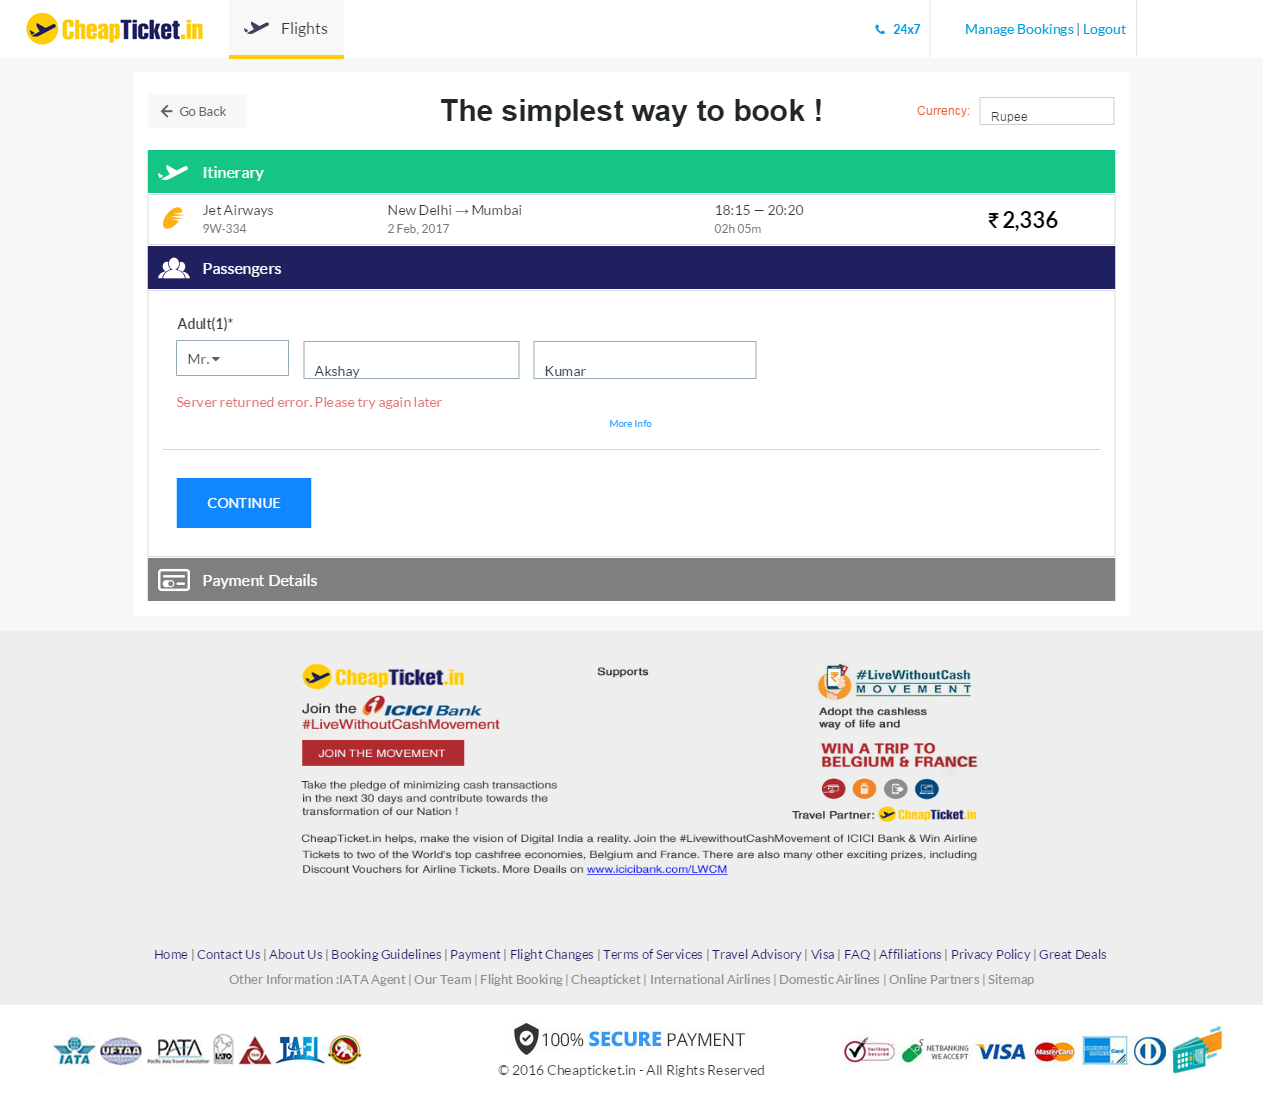 CheapTicket.in
Flights
24x7
Manage Bookings | Logout
Go Back
The simplest way to book !
Currency:
Rupee
Itinerary
Jet Airways
New Delhi → Mumbai
18:15 — 20:20
₹ 2,336
9W-334
2 Feb, 2017
02h 05m
Passengers
Adult(1)*
Mr.
Akshay
Kumar
Server returned error. Please try again later
More Info
CONTINUE
Payment Details
CheapTicket.in
Join the ICICI Bank
#LiveWithoutCashMovement
JOIN THE MOVEMENT
Take the pledge of minimizing cash transactions
in the next 30 days and contribute towards the
transformation of our Nation !
Supports
#LiveWithoutCash
MOVEMENT
Adopt the cashless
way of life and
WIN A TRIP TO
BELGIUM & FRANCE
Travel Partner: CheapTicket.in
CheapTicket.in helps, make the vision of Digital India a reality. Join the #LivewithoutCashMovement of ICICI Bank & Win Airline
Tickets to two of the World's top cashfree economies, Belgium and France. There are also many other exciting prizes, including
Discount Vouchers for Airline Tickets. More Deails on www.icicibank.com/LWCM
Home | Contact Us | About Us | Booking Guidelines | Payment | Flight Changes | Terms of Services | Travel Advisory | Visa | FAQ | Affiliations | Privacy Policy | Great Deals
Other Information :IATA Agent | Our Team | Flight Booking | Cheapticket | International Airlines | Domestic Airlines | Online Partners | Sitemap
IATA
UFTAA
PATA
Pacific Asia Travel Association
TAFI
100% SECURE PAYMENT
© 2016 Cheapticket.in - All Rights Reserved
VeriSign
Secured
NETBANKING
WE ACCEPT
VISA
MasterCard